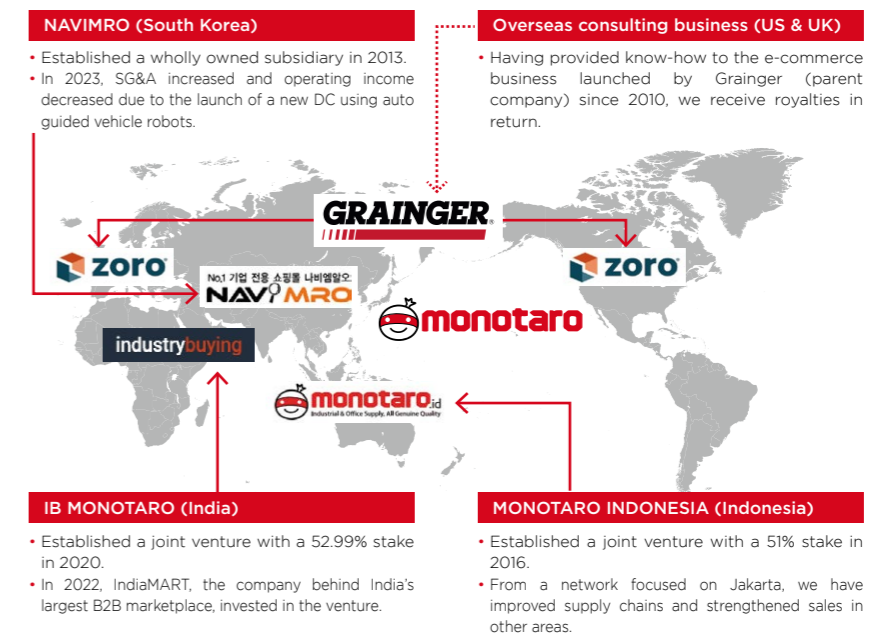 NAVIMRO (South Korea)
• Established a wholly owned subsidiary in 2013.
• In 2023, SG&A increased and operating income
decreased due to the launch of a new DC using auto
guided vehicle robots.
Overseas consulting business (US & UK)
• Having provided know-how to the e-commerce
business launched by Grainger (parent
company) since 2010, we receive royalties in
return.
GRAINGER®
zoro
zoro
No.1 기업 전용 쇼핑몰 나비엠알오
NAVIMRO
monotaro
industrybuying
monotaro.id
Industrial & Office Supply, All Genuine Quality
IB MONOTARO (India)
• Established a joint venture with a 52.99% stake
in 2020.
• In 2022, IndiaMART, the company behind India's
largest B2B marketplace, invested in the venture.
MONOTARO INDONESIA (Indonesia)
• Established a joint venture with a 51% stake in
2016.
• From a network focused on Jakarta, we have
improved supply chains and strengthened sales in
other areas.